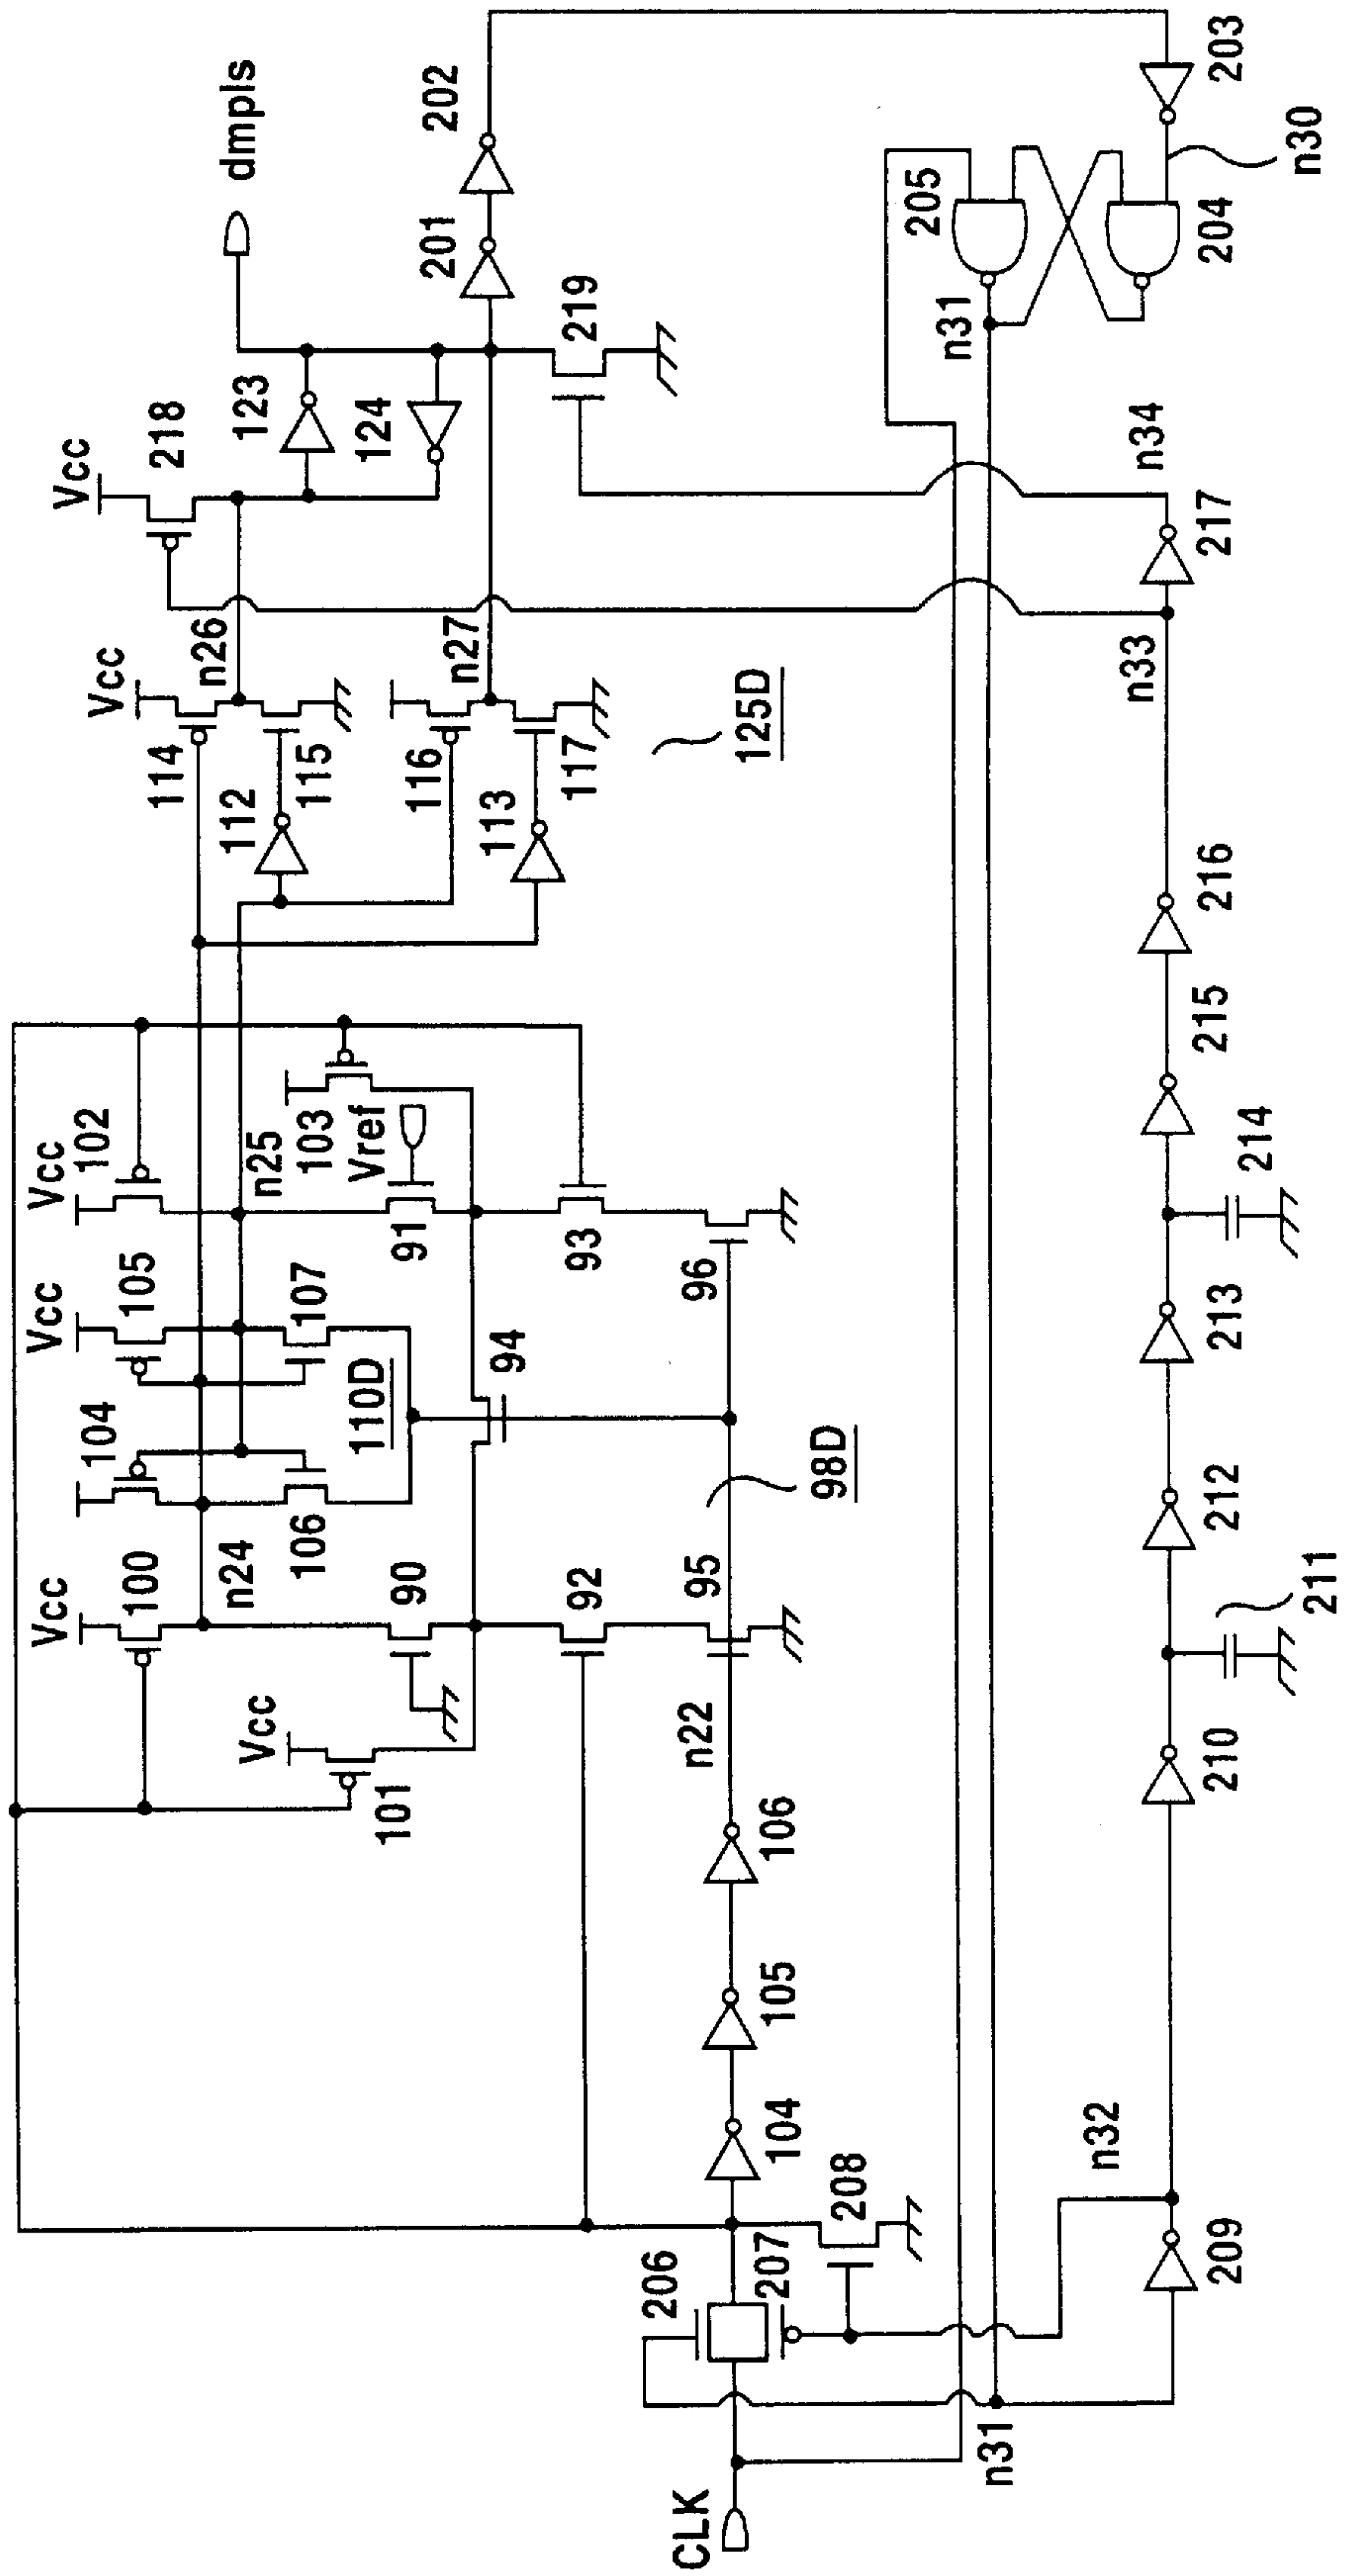 dmpls
Vcc
218
123
124
201
202
219
203
n30
204
205
n31
n34
217
n33
Vcc
114
n26
112
115
116
n27
113
117
125D
216
215
214
213
212
211
210
Vcc
102
n25
103
Vref
91
93
96
Vcc
105
107
104
110D
94
98D
106
Vcc
100
n24
90
92
95
Vcc
101
n22
106
105
104
n32
208
206
207
209
n31
CLK